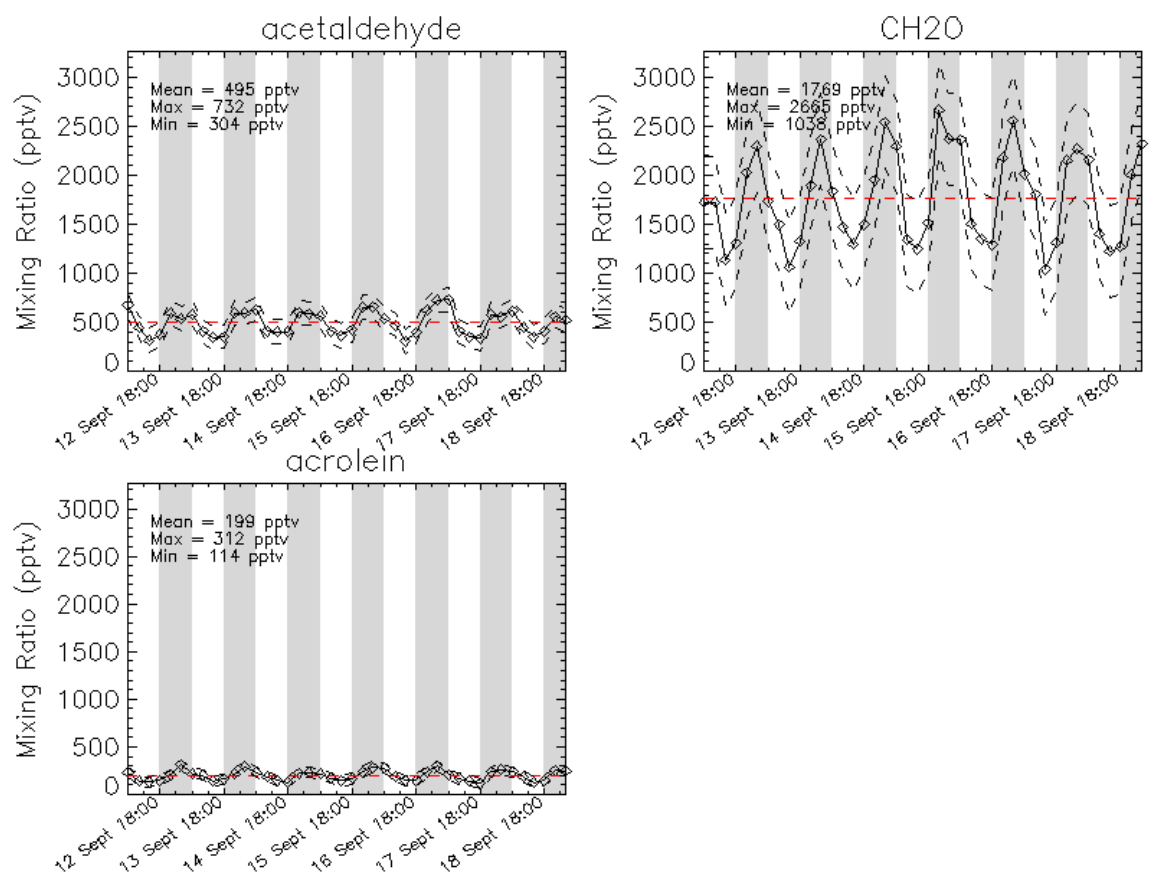 acetaldehyde
Mean = 495 pptv
Max = 732 pptv
Min = 304 pptv
Mixing Ratio (pptv)
3000
2500
2000
1500
1000
500
0
12 Sept 18:00
13 Sept 18:00
14 Sept 18:00
15 Sept 18:00
16 Sept 18:00
17 Sept 18:00
18 Sept 18:00
CH2O
Mean = 1769 pptv
Max = 2665 pptv
Min = 1038 pptv
Mixing Ratio (pptv)
3000
2500
2000
1500
1000
500
0
12 Sept 18:00
13 Sept 18:00
14 Sept 18:00
15 Sept 18:00
16 Sept 18:00
17 Sept 18:00
18 Sept 18:00
acrolein
Mean = 199 pptv
Max = 312 pptv
Min = 114 pptv
Mixing Ratio (pptv)
3000
2500
2000
1500
1000
500
0
12 Sept 18:00
13 Sept 18:00
14 Sept 18:00
15 Sept 18:00
16 Sept 18:00
17 Sept 18:00
18 Sept 18:00